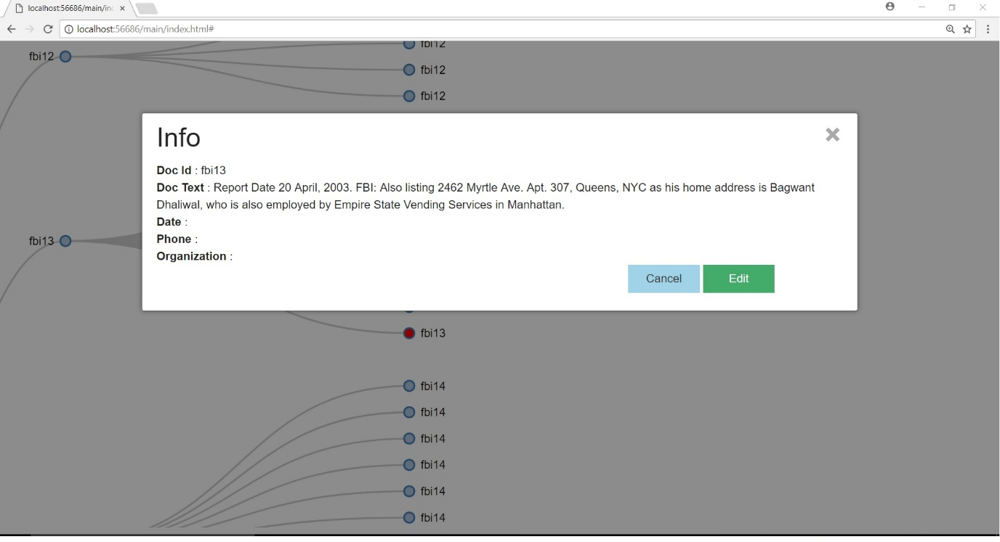 localhost:56686/main/inc
localhost:56686/main/index.html#
fbi12
fbi12
fbi12
fbi12
Info
Doc Id : fbi13
Doc Text : Report Date 20 April, 2003. FBI: Also listing 2462 Myrtle Ave. Apt. 307, Queens, NYC as his home address is Bagwant
Dhaliwal, who is also employed by Empire State Vending Services in Manhattan.
Date :
Phone :
Organization :
Cancel Edit
fbi13
fbi13
fbi14
fbi14
fbi14
fbi14
fbi14
fbi14